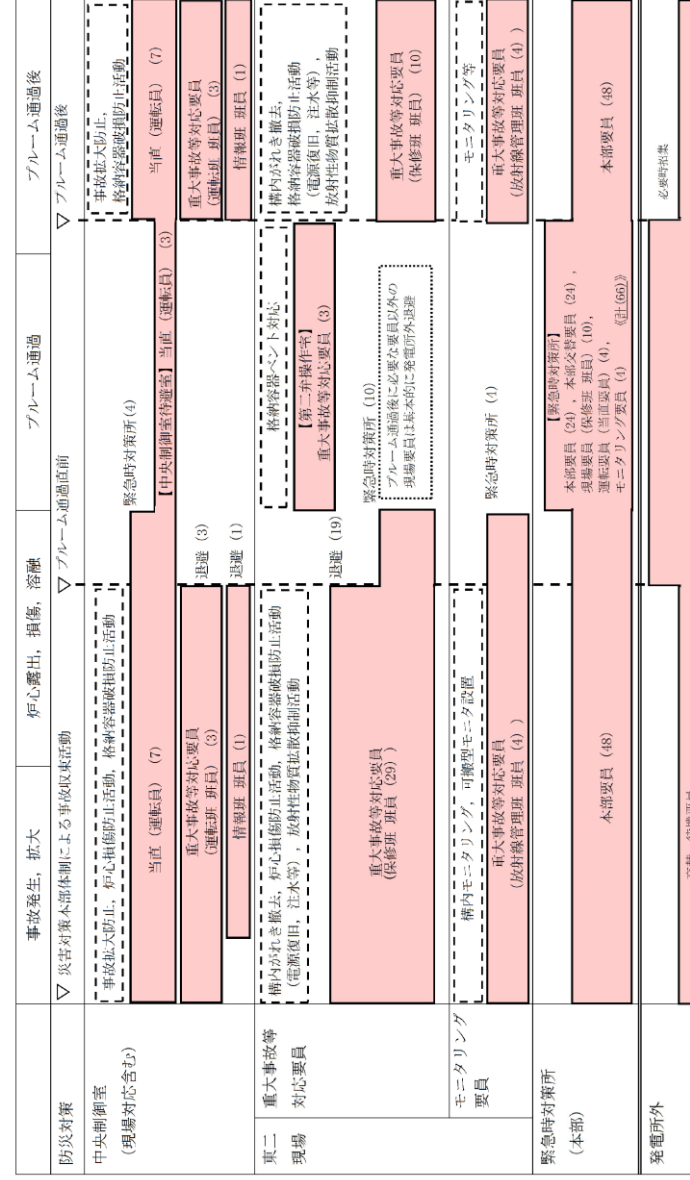 事故発生，拡大
炉心露出，損傷，溶融
プルーム通過
プルーム通過後
防災対策
▽ 災害対策本部体制による事故収束活動
▽ プルーム通過直前
▽ プルーム通過後
中央制御室
（現場対応含む）
事故拡大防止，炉心損傷防止活動，格納容器破損防止活動
当直（運転員）（7）
重大事故等対応要員
（運転班 班員）（3）
情報班 班員（1）
退避（3）
退避（1）
緊急時対策所(4)
【中央制御室待避室】当直（運転員）（3）
事故拡大防止，
格納容器破損防止活動
当直（運転員）（7）
重大事故等対応要員
（運転班 班員）（3）
情報班 班員（1）
東二
現場
重大事故等
対応要員
構内がれき撤去，炉心損傷防止活動，格納容器破損防止活動
（電源復旧，注水等），放射性物質拡散抑制活動
重大事故等対応要員
（保修班 班員（29））
退避（19）
格納容器ベント対応
【第二弁操作室】
重大事故等対応要員（3）
緊急時対策所（10）
プルーム通過後に必要な要員以外の
現場要員は基本的に発電所外退避
構内がれき撤去，
格納容器破損防止活動
（電源復旧，注水等），
放射性物質拡散抑制活動
重大事故等対応要員
（保修班 班員）（10）
モニタリング
要員
構内モニタリング，可搬型モニタ設置
重大事故等対応要員
（放射線管理班 班員（4））
緊急時対策所（4）
モニタリング等
重大事故等対応要員
（放射線管理班 班員（4））
緊急時対策所
（本部）
本部要員（48）
【緊急時対策所】
本部要員（24），本部交替要員（24），
現場要員（保修班 班員）（10），
運転要員（当直要員）（4），
モニタリング要員（4）　《計(66)》
本部要員（48）
発電所外
必要時招集